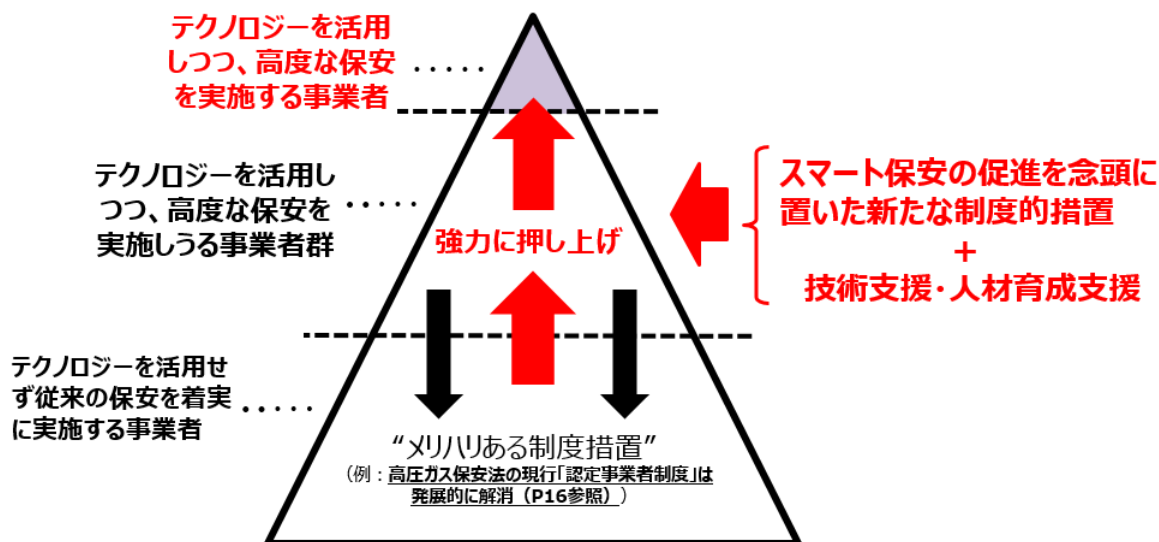 テクノロジーを活用
しつつ、高度な保安
を実施する事業者
‥‥‥
テクノロジーを活用し
つつ、高度な保安を
実施しうる事業者群
‥‥‥
強力に押し上げ
スマート保安の促進を念頭に
置いた新たな制度的措置
+
技術支援・人材育成支援
テクノロジーを活用せ
ず従来の保安を着実
に実施する事業者
‥‥‥
“メリハリある制度措置”
（例：高圧ガス保安法の現行「認定事業者制度」は
発展的に解消（P16参照））